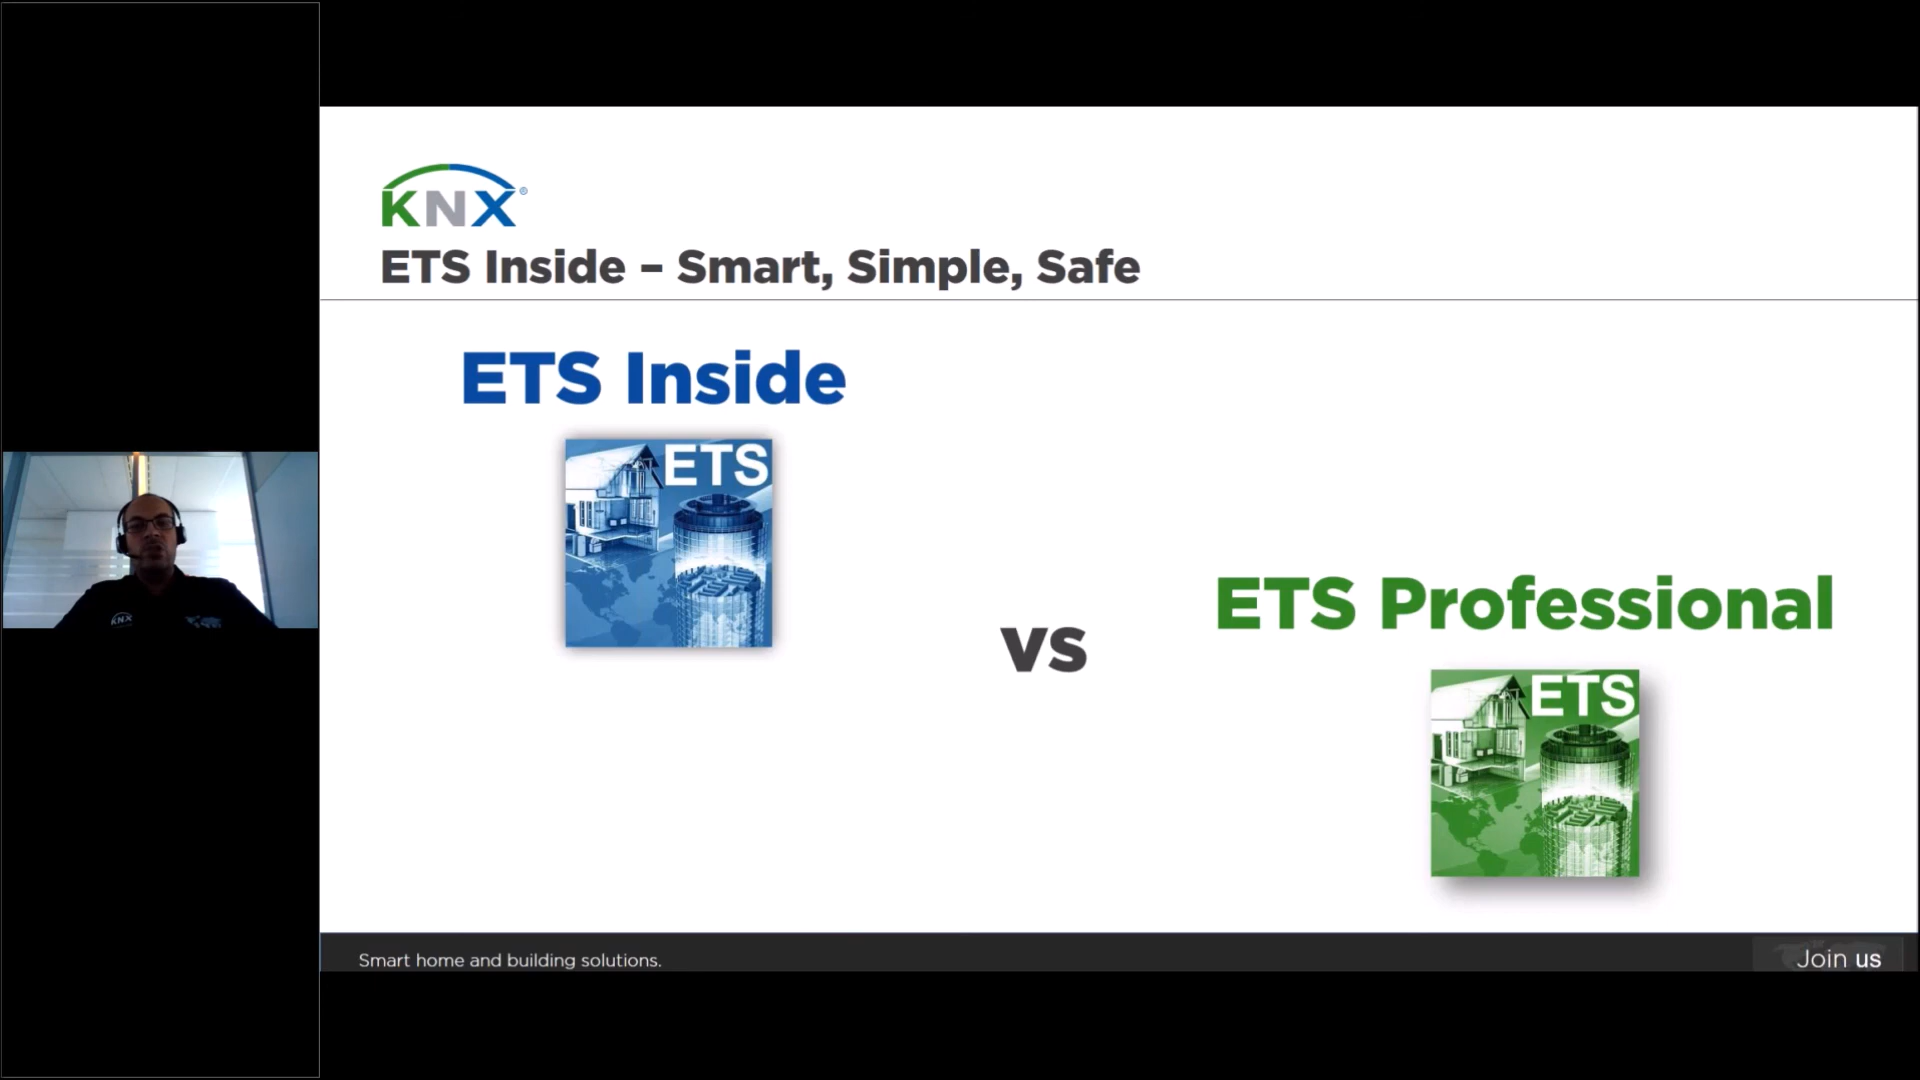 KNX®
ETS Inside – Smart, Simple, Safe
ETS Inside
ETS
vs
ETS Professional
ETS
KNX
Smart home and building solutions.
Join us